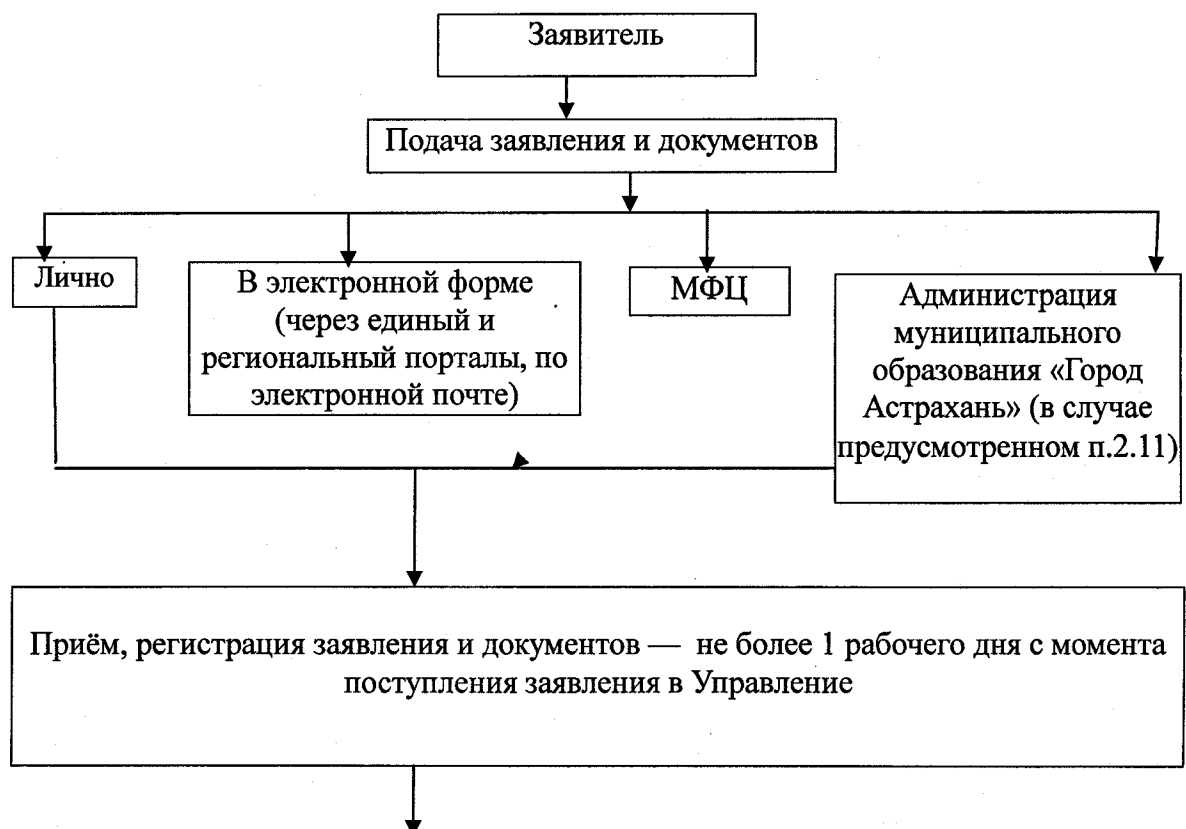 Заявитель
Подача заявления и документов
Лично
В электронной форме
(через единый и
региональный порталы, по
электронной почте)
МФЦ
Администрация
муниципального
образования «Город
Астрахань» (в случае
предусмотренном п.2.11)
Приём, регистрация заявления и документов — не более 1 рабочего дня с момента
поступления заявления в Управление